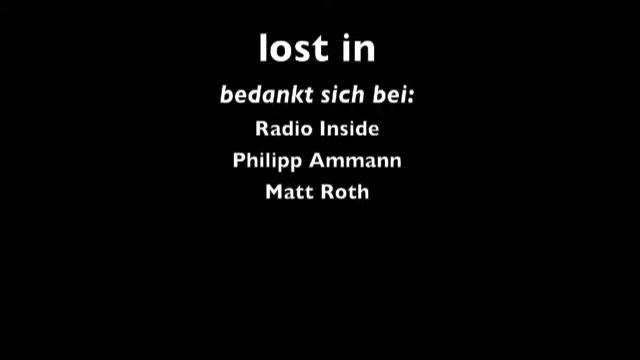 lost in
bedankt sich bei:
Radio Inside
Philipp Ammann
Matt Roth